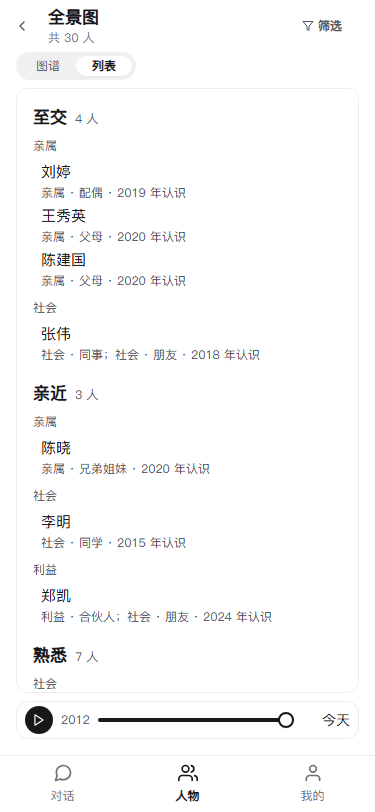 全景图
共 30 人
筛选
图谱
列表
至交 4 人
亲属
刘婷
亲属 · 配偶 · 2019 年认识
王秀英
亲属 · 父母 · 2020 年认识
陈建国
亲属 · 父母 · 2020 年认识
社会
张伟
社会 · 同事；社会 · 朋友 · 2018 年认识
亲近 3 人
亲属
陈晓
亲属 · 兄弟姐妹 · 2020 年认识
社会
李明
社会 · 同学 · 2015 年认识
利益
郑凯
利益 · 合伙人；社会 · 朋友 · 2024 年认识
熟悉 7 人
社会
2012
今天
对话
人物
我的